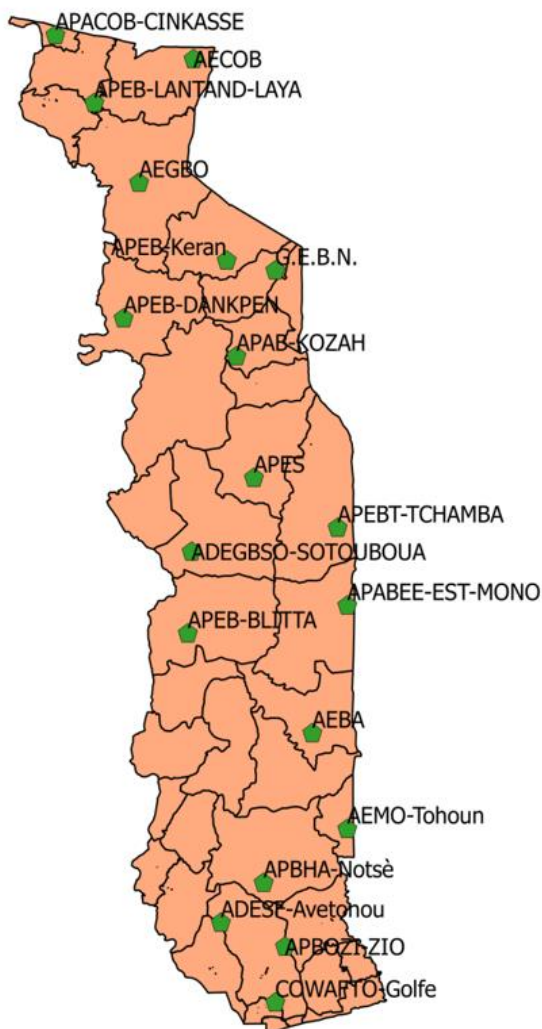 APACOB-CINKASSE
AECOB
APEB-LANTAND-LAYA
AEGBO
APEB-Keran
G.E.B.N.
APEB-DANKPEN
APAB-KOZAH
APES
APEBT-TCHAMBA
ADEGBSO-SOTOUBOUA
APABEE-EST-MONO
APEB-BLITTA
AEBA
AEMO-Tohoun
APBHA-Notsè
ADESF-Avetonou
APBOZI-ZIO
COWAFTO-Golfe